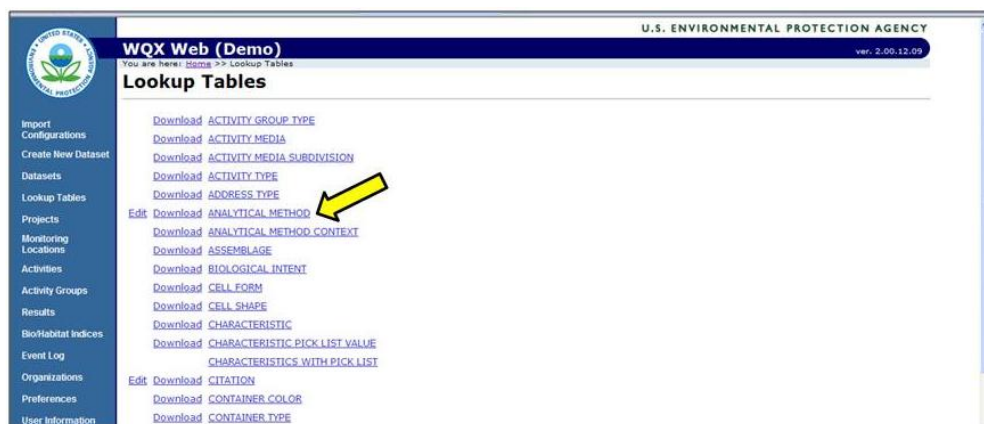 U.S. ENVIRONMENTAL PROTECTION AGENCY
WQX Web (Demo)
ver. 2.00.12.09
You are here: Home >> Lookup Tables
Lookup Tables
Import
Configurations
Create New Dataset
Datasets
Lookup Tables
Projects
Monitoring
Locations
Activities
Activity Groups
Results
Bio/Habitat Indices
Event Log
Organizations
Preferences
User Information
Download ACTIVITY GROUP TYPE
Download ACTIVITY MEDIA
Download ACTIVITY MEDIA SUBDIVISION
Download ACTIVITY TYPE
Download ADDRESS TYPE
Edit Download ANALYTICAL METHOD
Download ANALYTICAL METHOD CONTEXT
Download ASSEMBLAGE
Download BIOLOGICAL INTENT
Download CELL FORM
Download CELL SHAPE
Download CHARACTERISTIC
Download CHARACTERISTIC PICK LIST VALUE
CHARACTERISTICS WITH PICK LIST
Edit Download CITATION
Download CONTAINER COLOR
Download CONTAINER TYPE